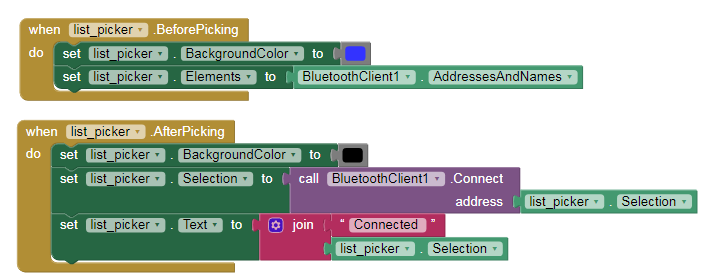 when list_picker .BeforePicking
do set list_picker . BackgroundColor to
set list_picker . Elements to BluetoothClient1 . AddressesAndNames
when list_picker .AfterPicking
do set list_picker . BackgroundColor to
set list_picker . Selection to call BluetoothClient1 .Connect
address list_picker . Selection
set list_picker . Text to join “ Connected ”
list_picker . Selection